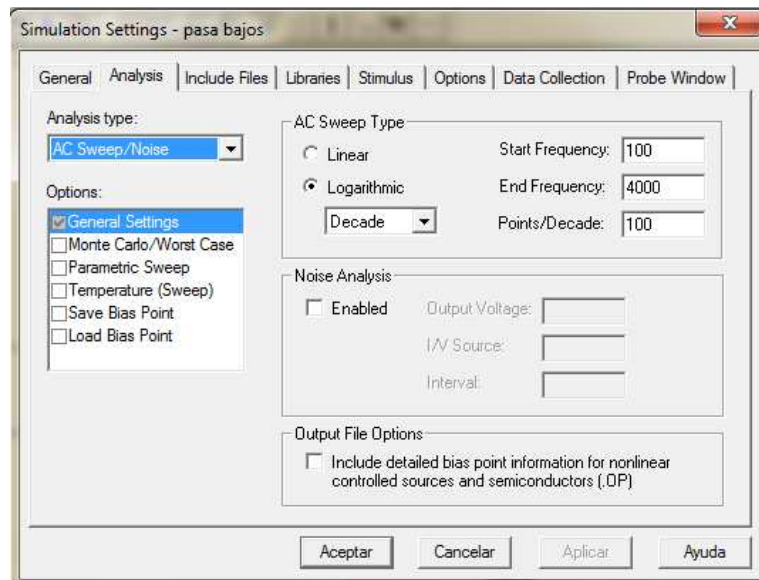 Simulation Settings - pasa bajos
General Analysis Include Files Libraries Stimulus Options Data Collection Probe Window
Analysis type:
AC Sweep/Noise
Options:
General Settings
Monte Carlo/Worst Case
Parametric Sweep
Temperature (Sweep)
Save Bias Point
Load Bias Point
AC Sweep Type
Linear
Logarithmic
Decade
Start Frequency: 100
End Frequency: 4000
Points/Decade: 100
Noise Analysis
Enabled
Output Voltage:
I/V Source:
Interval:
Output File Options
Include detailed bias point information for nonlinear
controlled sources and semiconductors (.OP)
Aceptar Cancelar Aplicar Ayuda